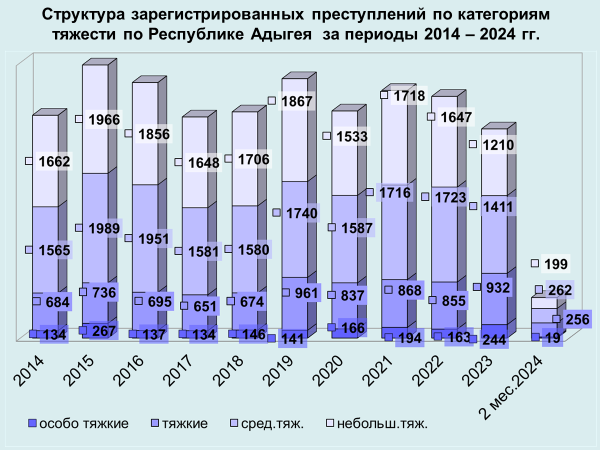 Структура зарегистрированных преступлений по категориям
тяжести по Республике Адыгея за периоды 2014 – 2024 гг.
1662 1966 1856 1648 1706 1867 1533 1718 1647 1210 199
1565 1989 1951 1581 1580 1740 1587 1716 1723 1411 262
684 736 695 651 674 961 837 868 855 932 256
134 267 137 134 146 141 166 194 163 244 19
2014 2015 2016 2017 2018 2019 2020 2021 2022 2023 2 мес.2024
особо тяжкие тяжкие сред.тяж. небольш.тяж.